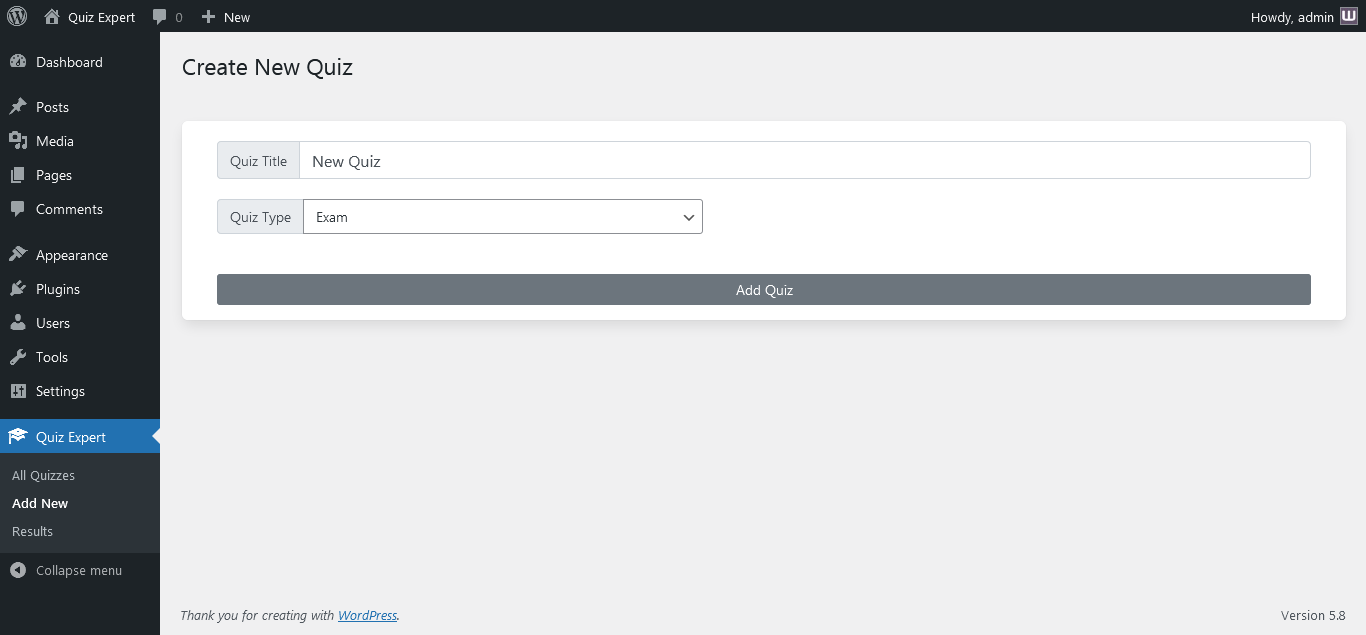 Quiz Expert 0 New Howdy, admin
Dashboard
Posts
Media
Pages
Comments
Appearance
Plugins
Users
Tools
Settings
Quiz Expert
All Quizzes
Add New
Results
Collapse menu
Create New Quiz
Quiz Title New Quiz
Quiz Type Exam
Add Quiz
Thank you for creating with WordPress. Version 5.8